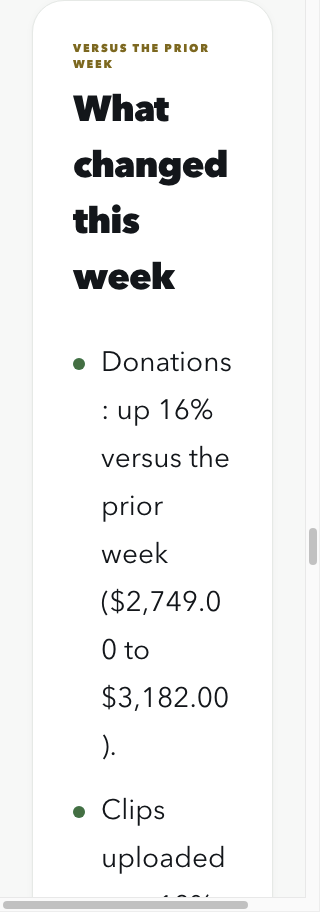 VERSUS THE PRIOR
WEEK
What
changed
this
week
Donations
: up 16%
versus the
prior
week
($2,749.0
0 to
$3,182.00
).
Clips
uploaded